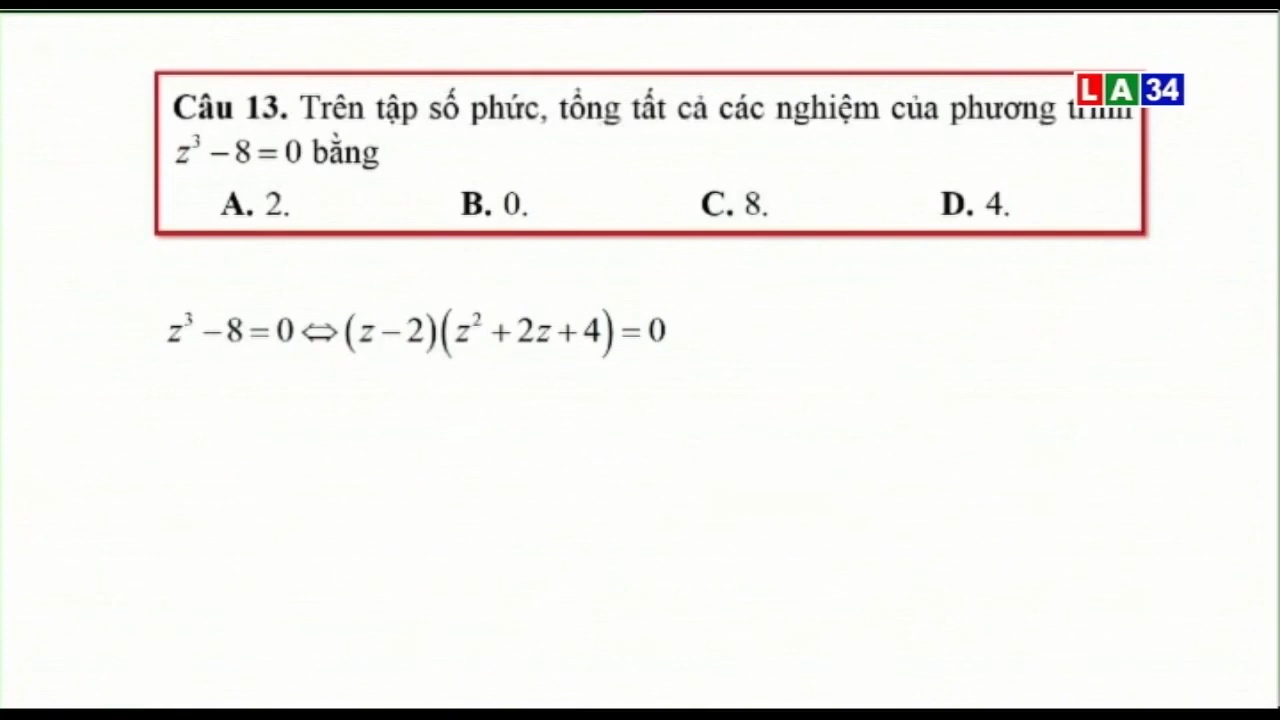 LA34
Câu 13. Trên tập số phức, tổng tất cả các nghiệm của phương trình
z³ − 8 = 0 bằng
A. 2. B. 0. C. 8. D. 4.
z³ − 8 = 0 ⇔ (z − 2)(z² + 2z + 4) = 0